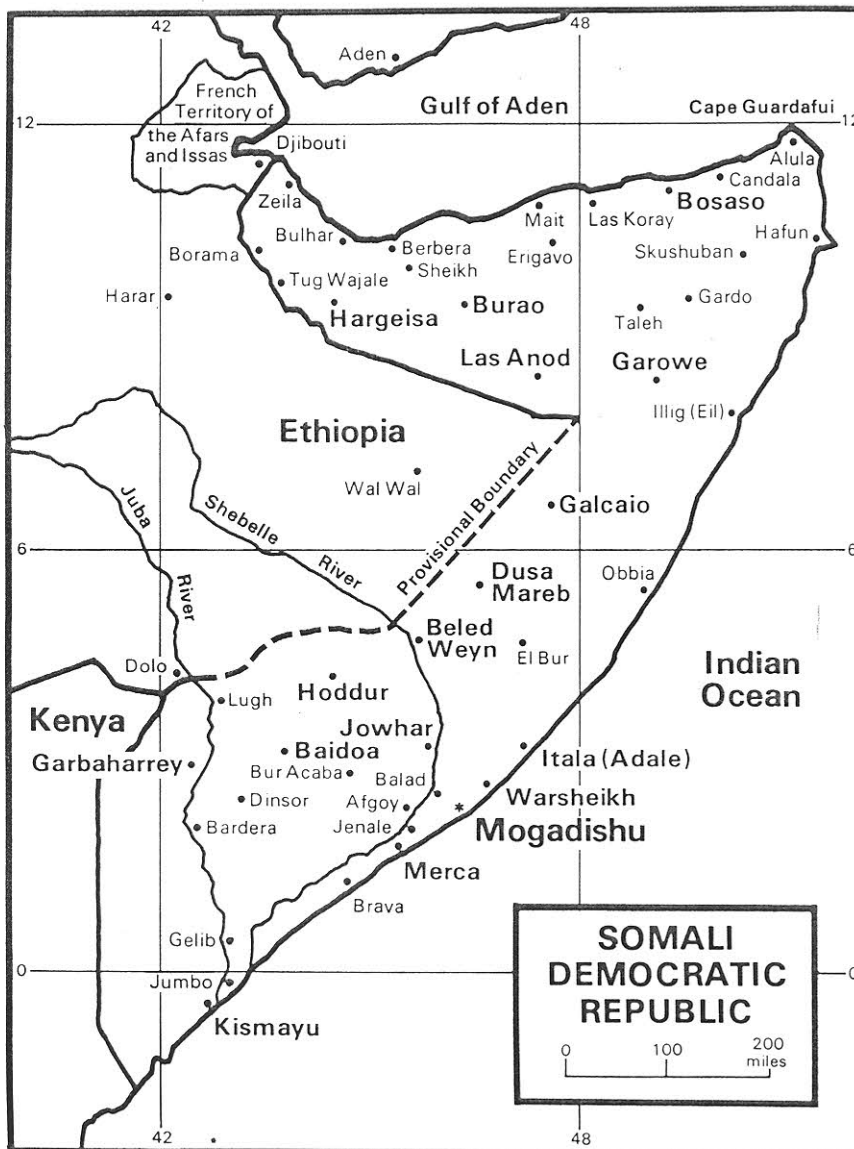 42
48
Aden
French
Territory of
the Afars
and Issas
Gulf of Aden
Cape Guardafui
12
12
Djibouti
Alula
Candala
Zeila
Bosaso
Mait
Las Koray
Bulhar
Hafun
Borama
Berbera
Erigavo
Skushuban
Sheikh
Tug Wajale
Harar
Gardo
Hargeisa
Burao
Taleh
Las Anod
Garowe
Illig (Eil)
Ethiopia
Wal Wal
Juba
River
Shebelle
River
Provisional Boundary
Galcaio
6
6
Dusa
Mareb
Obbia
Beled
Weyn
El Bur
Indian
Ocean
Dolo
Hoddur
Lugh
Kenya
Jowhar
Garbaharrey
Baidoa
Itala (Adale)
Bur Acaba
Balad
Warsheikh
Dinsor
Afgoy
*
Bardera
Jenale
Mogadishu
Merca
Brava
Gelib
0
0
Jumbo
Kismayu
SOMALI
DEMOCRATIC
REPUBLIC
0
100
200
miles
42
48